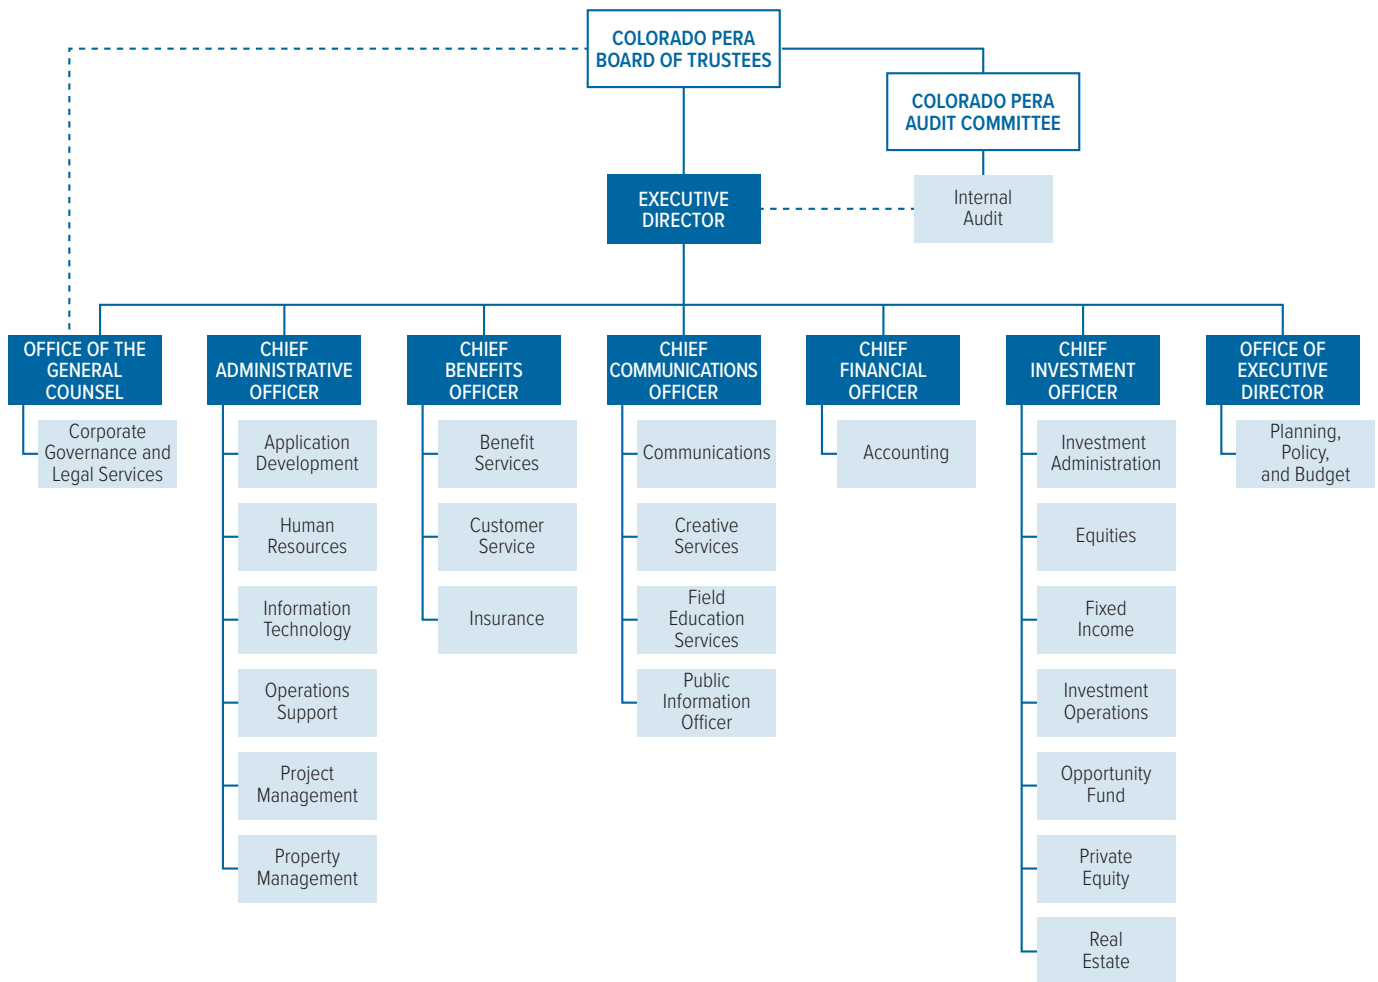 COLORADO PERA
BOARD OF TRUSTEES
COLORADO PERA
AUDIT COMMITTEE
EXECUTIVE
DIRECTOR
Internal
Audit
OFFICE OF THE
GENERAL
COUNSEL
Corporate
Governance and
Legal Services
CHIEF
ADMINISTRATIVE
OFFICER
Application
Development
Human
Resources
Information
Technology
Operations
Support
Project
Management
Property
Management
CHIEF
BENEFITS
OFFICER
Benefit
Services
Customer
Service
Insurance
CHIEF
COMMUNICATIONS
OFFICER
Communications
Creative
Services
Field
Education
Services
Public
Information
Officer
CHIEF
FINANCIAL
OFFICER
Accounting
CHIEF
INVESTMENT
OFFICER
Investment
Administration
Equities
Fixed
Income
Investment
Operations
Opportunity
Fund
Private
Equity
Real
Estate
OFFICE OF
EXECUTIVE
DIRECTOR
Planning,
Policy,
and Budget